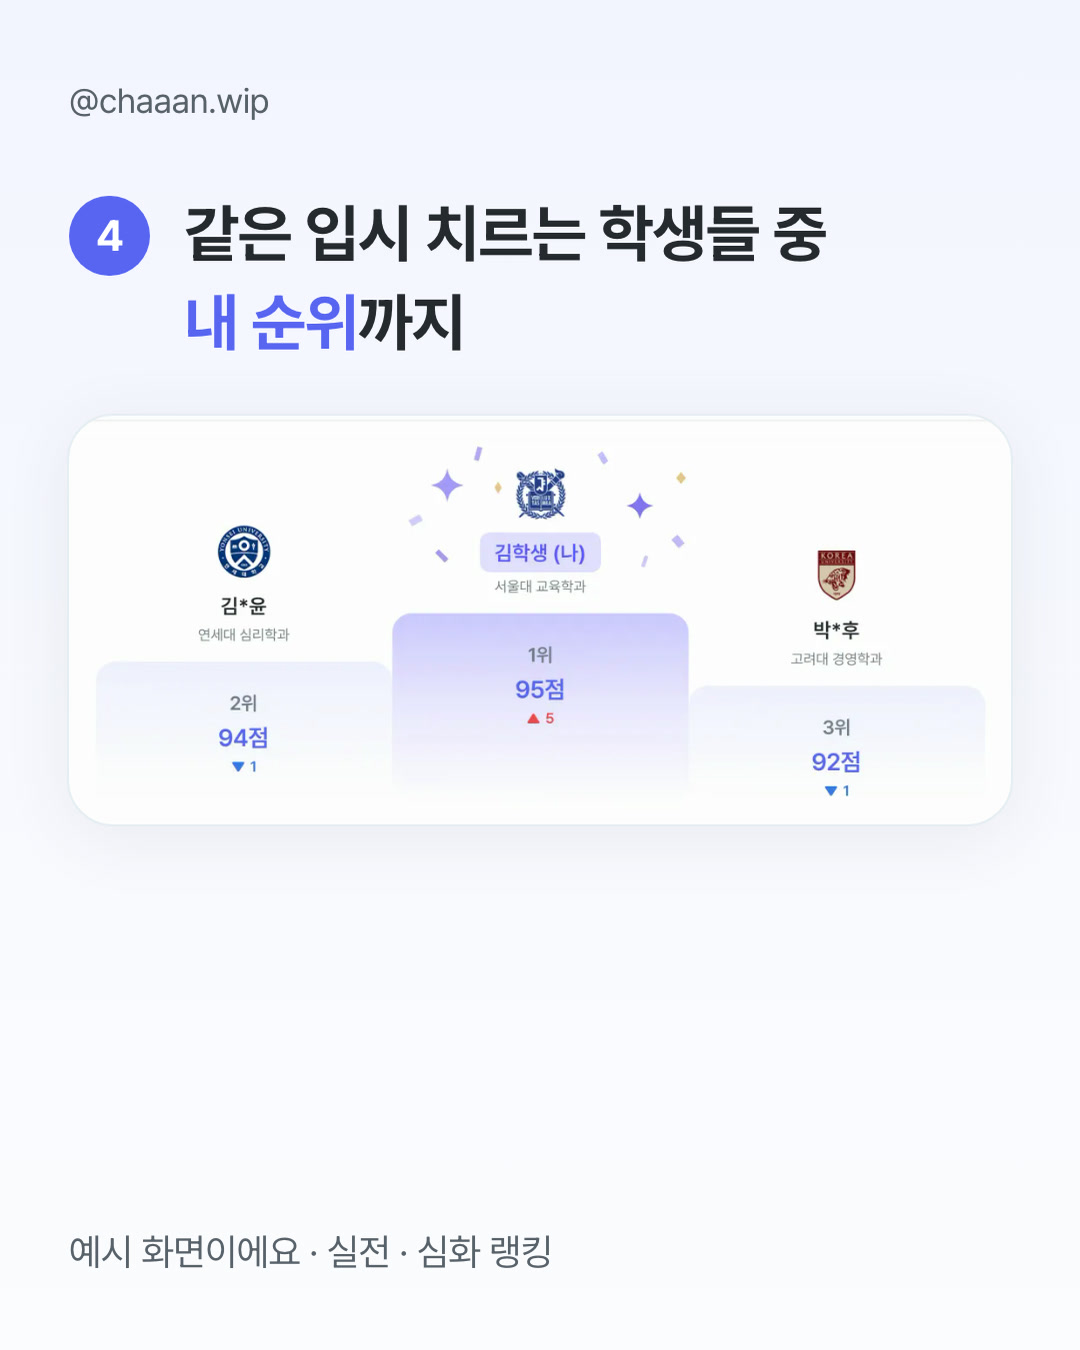 @chaaan.wip
4
같은 입시 치르는 학생들 중
내 순위까지
김학생 (나)
서울대 교육학과
1위
95점
▲ 5
YONSEI UNIVERSITY
김*윤
연세대 심리학과
2위
94점
▼ 1
KOREA
박*후
고려대 경영학과
3위
92점
▼ 1
예시 화면이에요 · 실전 · 심화 랭킹